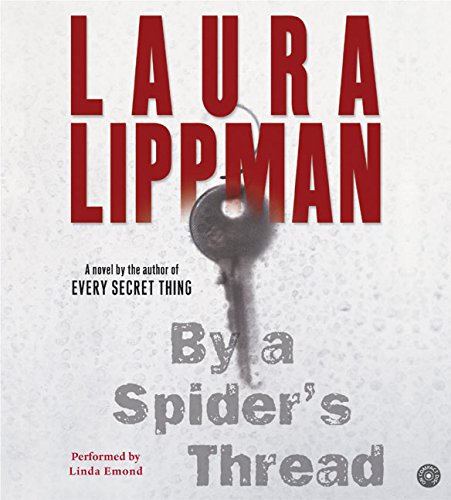 LAURA
LIPPMAN
A novel by the author of
EVERY SECRET THING
By a
Spider's
Thread
Performed by
Linda Emond